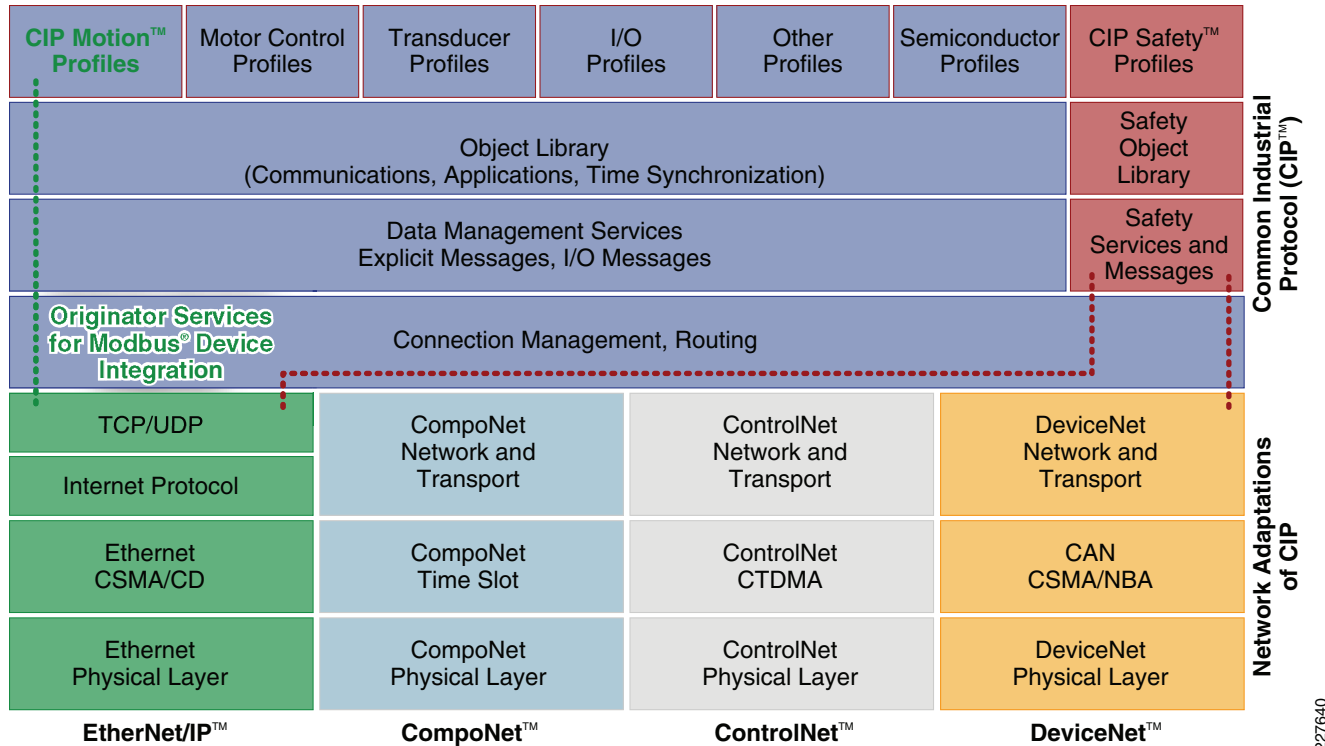 CIP Motion™
Profiles
Motor Control
Profiles
Transducer
Profiles
I/O
Profiles
Other
Profiles
Semiconductor
Profiles
CIP Safety™
Profiles
Object Library
(Communications, Applications, Time Synchronization)
Safety
Object
Library
Data Management Services
Explicit Messages, I/O Messages
Safety
Services and
Messages
Common Industrial
Protocol (CIP™)
Originator Services
for Modbus® Device
Integration
Connection Management, Routing
TCP/UDP
Internet Protocol
CompoNet
Network and
Transport
ControlNet
Network and
Transport
DeviceNet
Network and
Transport
Ethernet
CSMA/CD
CompoNet
Time Slot
ControlNet
CTDMA
CAN
CSMA/NBA
Ethernet
Physical Layer
CompoNet
Physical Layer
ControlNet
Physical Layer
DeviceNet
Physical Layer
Network Adaptations
of CIP
EtherNet/IP™
CompoNet™
ControlNet™
DeviceNet™
227640